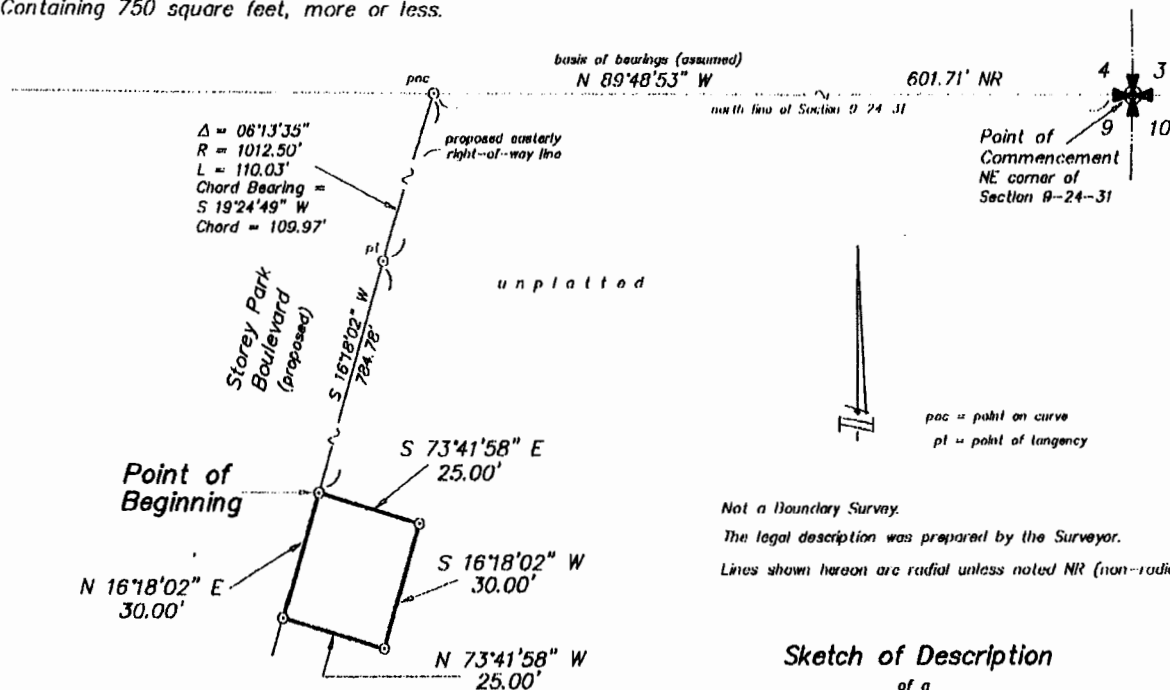 Containing 750 square feet, more or less.
basis of bearings (assumed)
N 89°48'53" W
601.71' NR
north line of Section 9-24-31
poc
4 3
9 10
Point of
Commencement
NE corner of
Section 9-24-31
Δ = 06°13'35"
R = 1012.50'
L = 110.03'
Chord Bearing =
S 19°24'49" W
Chord = 109.97'
proposed easterly
right-of-way line
pt
unplatted
Storey Park
Boulevard
(proposed)
S 16°18'02" W
784.78'
poc = point on curve
pt = point of tangency
Point of
Beginning
S 73°41'58" E
25.00'
S 16°18'02" W
30.00'
N 16°18'02" E
30.00'
N 73°41'58" W
25.00'
Not a Boundary Survey.
The legal description was prepared by the Surveyor.
Lines shown hereon are radial unless noted NR (non-radi
Sketch of Description
of a